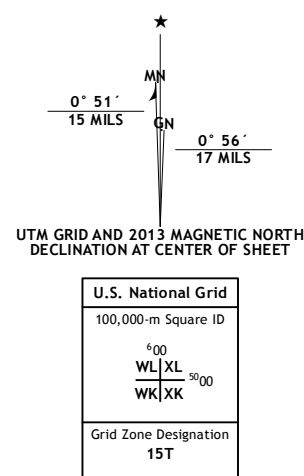 ★
MN
0° 51´
15 MILS
GN
0° 56´
17 MILS
UTM GRID AND 2013 MAGNETIC NORTH
DECLINATION AT CENTER OF SHEET
U.S. National Grid
100,000-m Square ID
⁶00
WL XL
⁵⁰00
WK XK
Grid Zone Designation
15T